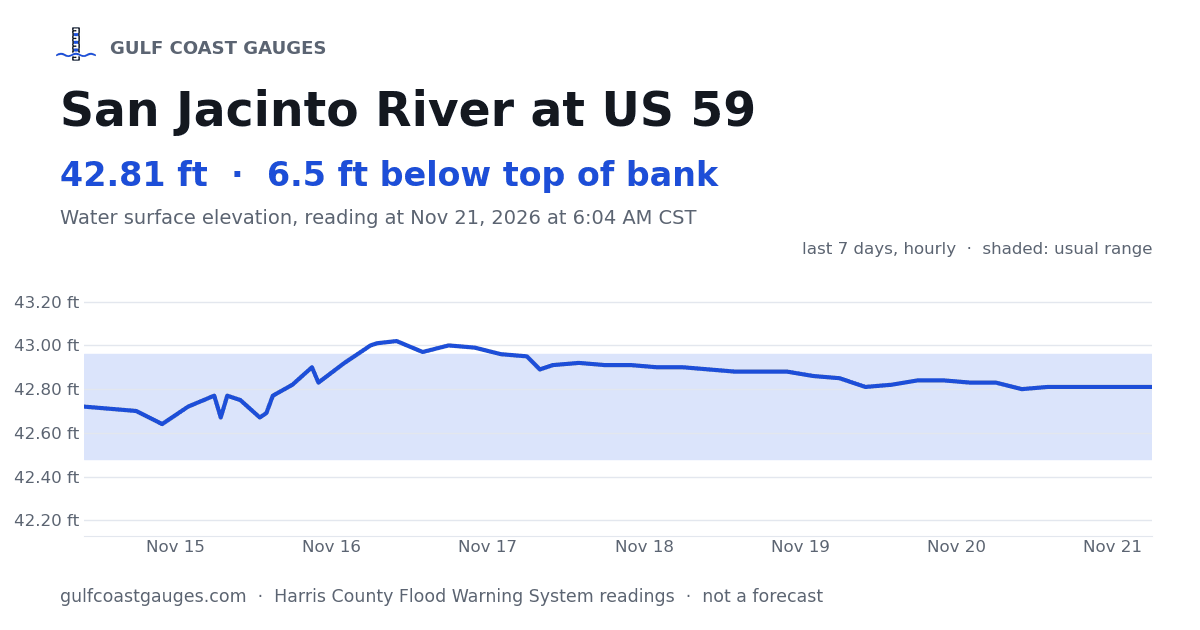 GULF COAST GAUGES
San Jacinto River at US 59
42.81 ft · 6.5 ft below top of bank
Water surface elevation, reading at Nov 21, 2026 at 6:04 AM CST
last 7 days, hourly · shaded: usual range
43.20 ft
43.00 ft
42.80 ft
42.60 ft
42.40 ft
42.20 ft
Nov 15 Nov 16 Nov 17 Nov 18 Nov 19 Nov 20 Nov 21
gulfcoastgauges.com · Harris County Flood Warning System readings · not a forecast